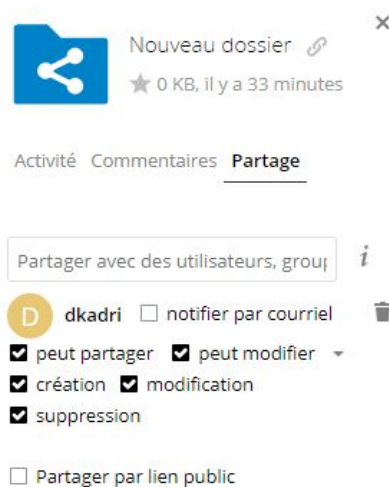 Nouveau dossier
0 KB, il y a 33 minutes
Activité Commentaires Partage
Partager avec des utilisateurs, group
i
D dkadri notifier par courriel
peut partager peut modifier
création modification
suppression
Partager par lien public